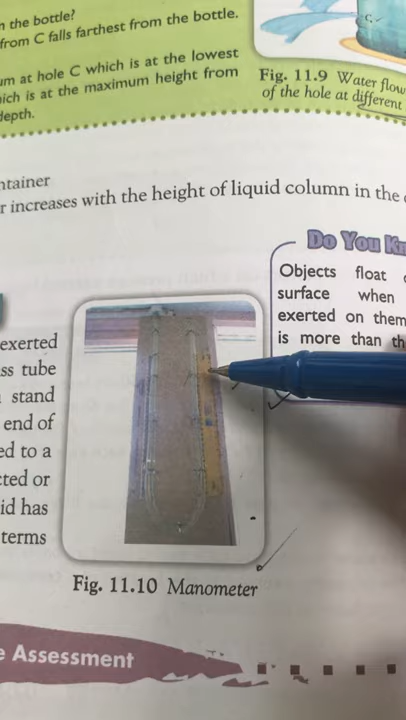 n the bottle?
from C falls farthest from the bottle.
um at hole C which is at the lowest
ich is at the maximum height from
depth.
Fig. 11.9 Water flow
of the hole at different
ntainer
r increases with the height of liquid column in the
Do You Kn
Objects float
surface when
exerted on them
is more than th
exerted
ss tube
stand
end of
ed to a
cted or
id has
terms
Fig. 11.10 Manometer
e Assessment